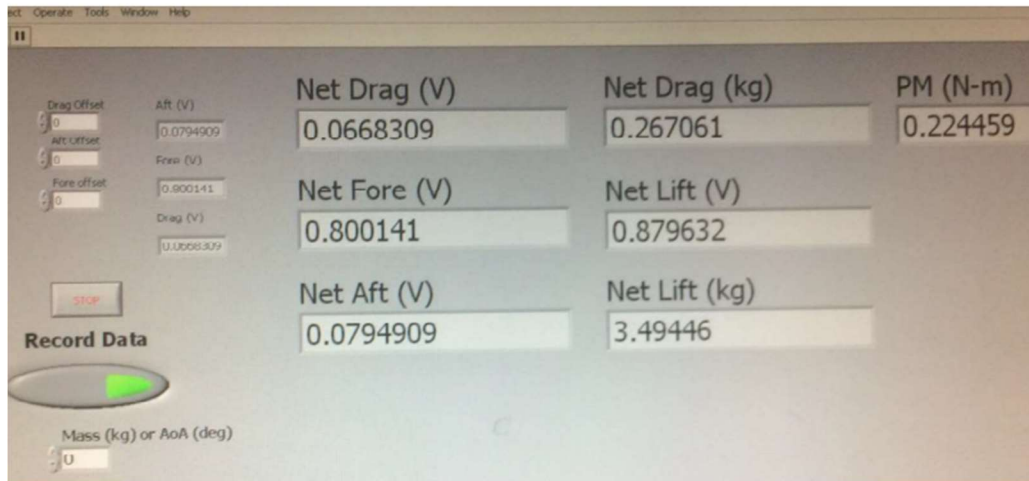 ect Operate Tools Window Help
Drag Offset
0
Aft Offset
0
Fore offset
0
Aft (V)
0.0794909
Fore (V)
0.800141
Drag (V)
0.0668309
STOP
Record Data
Mass (kg) or AoA (deg)
0
Net Drag (V)
0.0668309
Net Fore (V)
0.800141
Net Aft (V)
0.0794909
Net Drag (kg)
0.267061
Net Lift (V)
0.879632
Net Lift (kg)
3.49446
PM (N-m)
0.224459